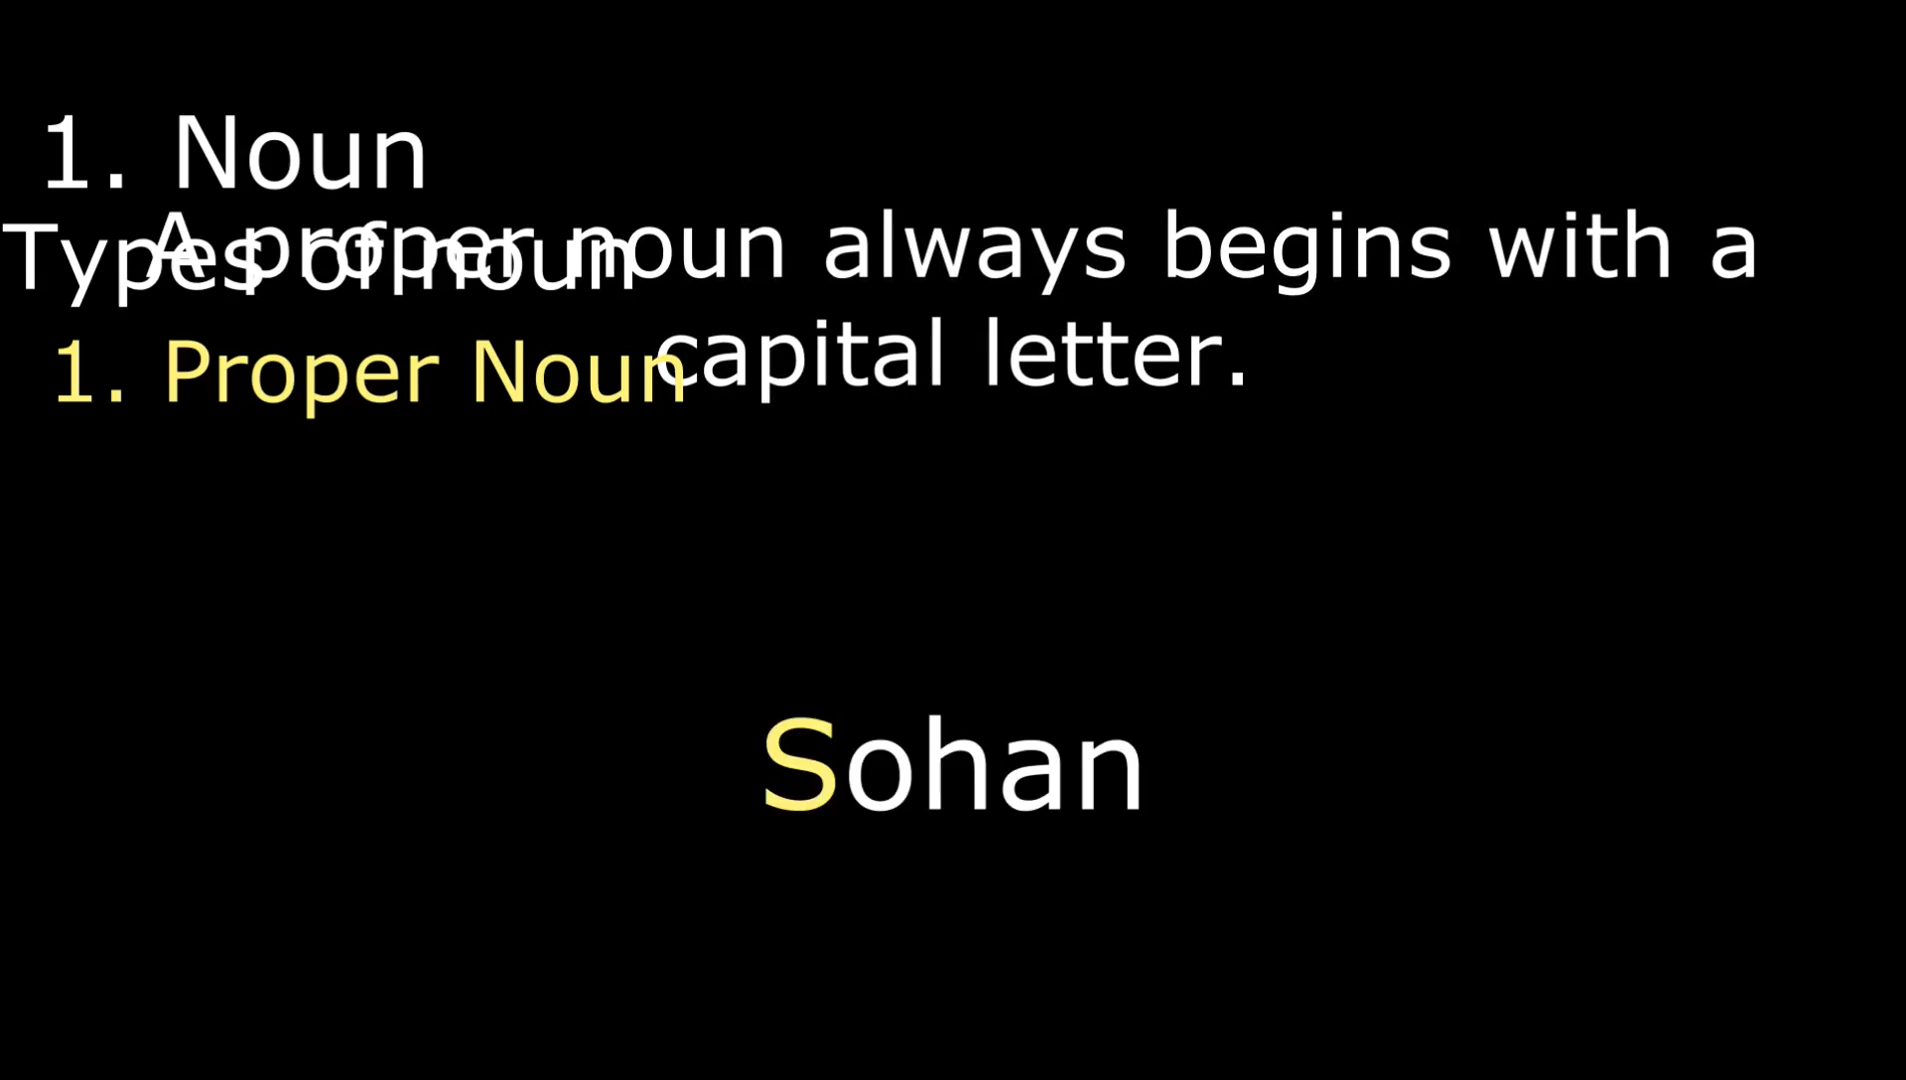 1. Noun
Types of noun
A proper noun always begins with a
capital letter.
1. Proper Noun
Sohan